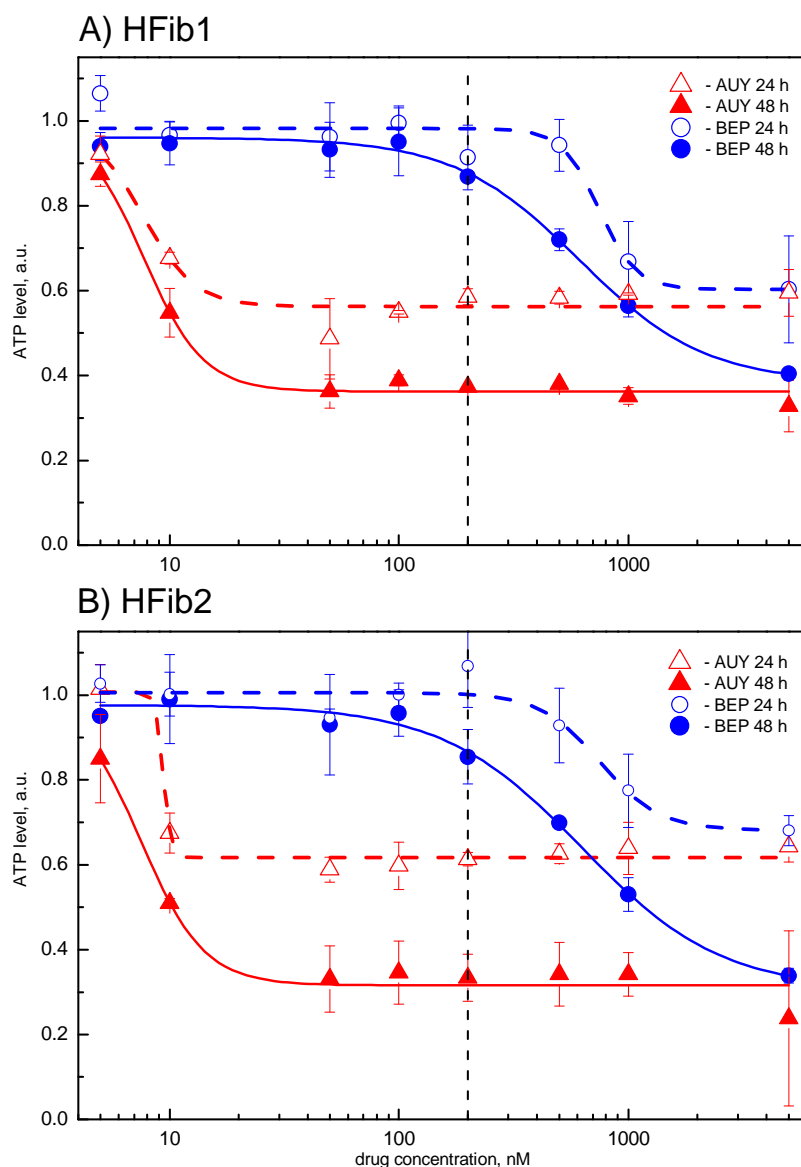 A) HFib1
- AUY 24 h
- AUY 48 h
- BEP 24 h
- BEP 48 h
ATP level, a.u.
1.0
0.8
0.6
0.4
0.2
0.0
10
100
1000
B) HFib2
- AUY 24 h
- AUY 48 h
- BEP 24 h
- BEP 48 h
ATP level, a.u.
1.0
0.8
0.6
0.4
0.2
0.0
10
100
1000
drug concentration, nM